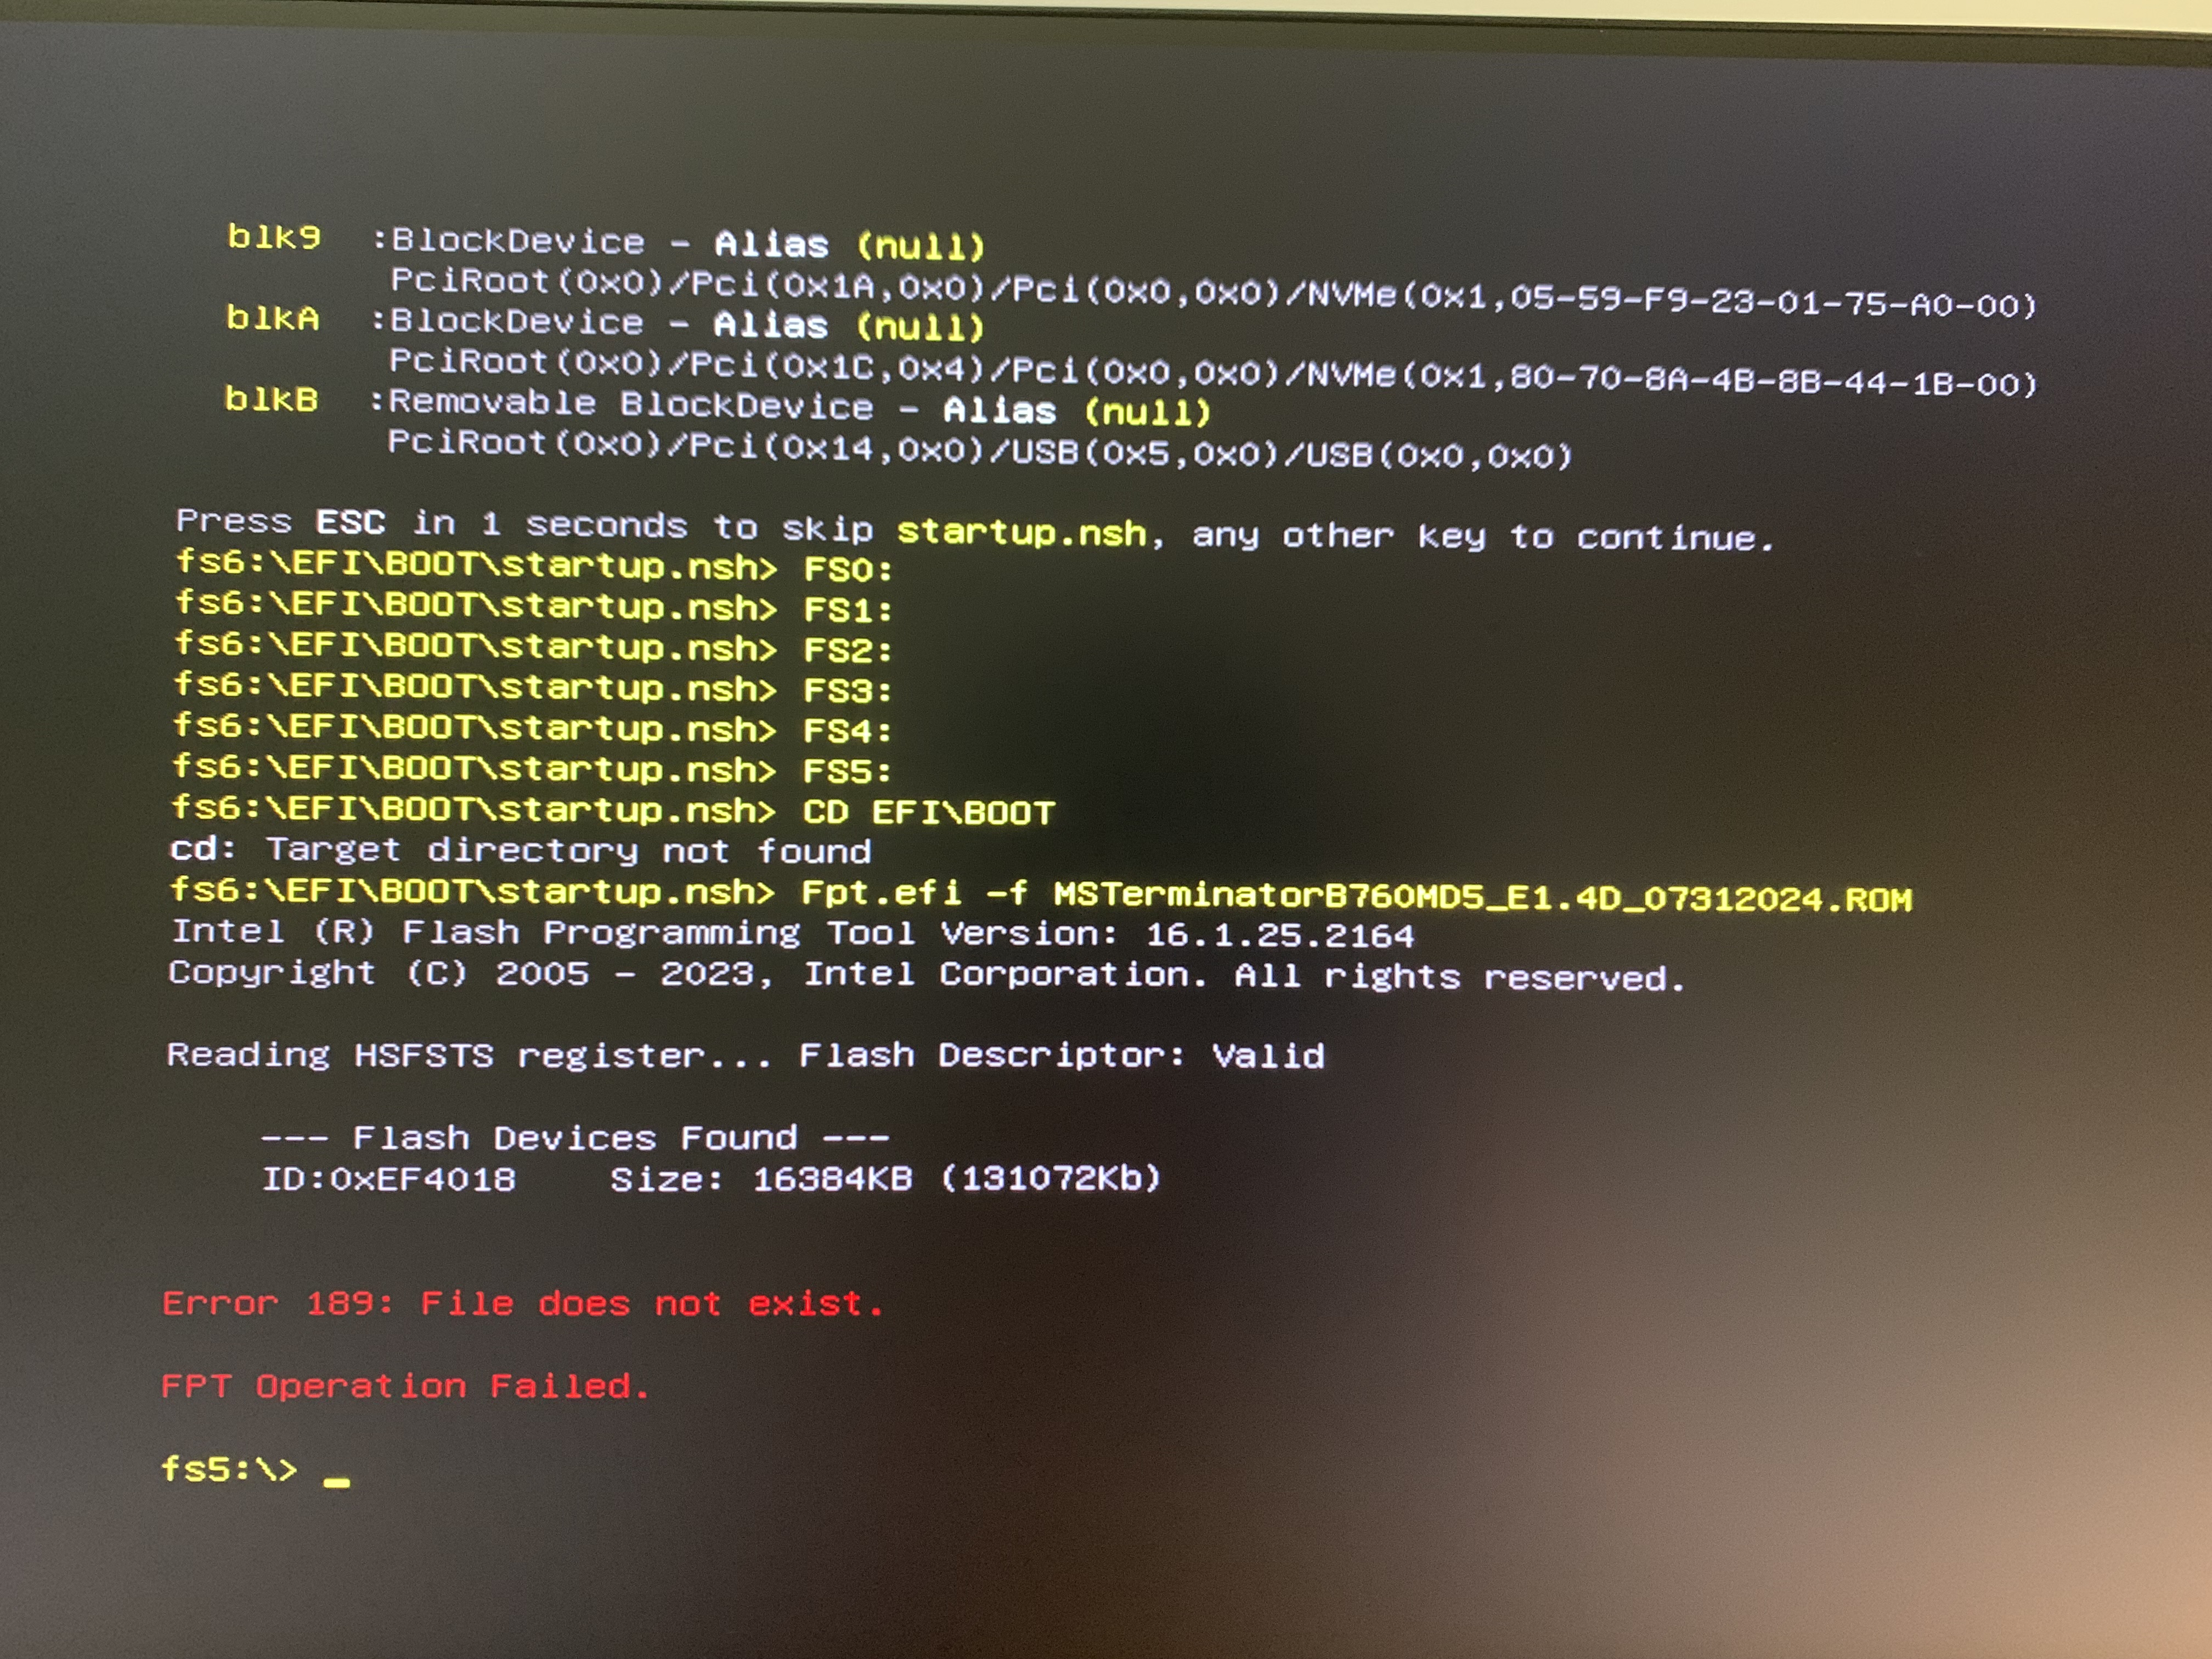 blk9 :BlockDevice - Alias (null)
PciRoot(0x0)/Pci(0x1A,0x0)/Pci(0x0,0x0)/NVMe(0x1,05-59-F9-23-01-75-A0-00)
blkA :BlockDevice - Alias (null)
PciRoot(0x0)/Pci(0x1C,0x4)/Pci(0x0,0x0)/NVMe(0x1,80-70-8A-4B-8B-44-1B-00)
blkB :Removable BlockDevice - Alias (null)
PciRoot(0x0)/Pci(0x14,0x0)/USB(0x5,0x0)/USB(0x0,0x0)
Press ESC in 1 seconds to skip startup.nsh, any other key to continue.
fs6:\EFI\BOOT\startup.nsh> FS0:
fs6:\EFI\BOOT\startup.nsh> FS1:
fs6:\EFI\BOOT\startup.nsh> FS2:
fs6:\EFI\BOOT\startup.nsh> FS3:
fs6:\EFI\BOOT\startup.nsh> FS4:
fs6:\EFI\BOOT\startup.nsh> FS5:
fs6:\EFI\BOOT\startup.nsh> CD EFI\BOOT
cd: Target directory not found
fs6:\EFI\BOOT\startup.nsh> Fpt.efi -f MSTerminatorB760MD5_E1.4D_07312024.ROM
Intel (R) Flash Programming Tool Version: 16.1.25.2164
Copyright (C) 2005 - 2023, Intel Corporation. All rights reserved.
Reading HSFSTS register... Flash Descriptor: Valid
--- Flash Devices Found ---
ID:0xEF4018 Size: 16384KB (131072Kb)
Error 189: File does not exist.
FPT Operation Failed.
fs5:\> _